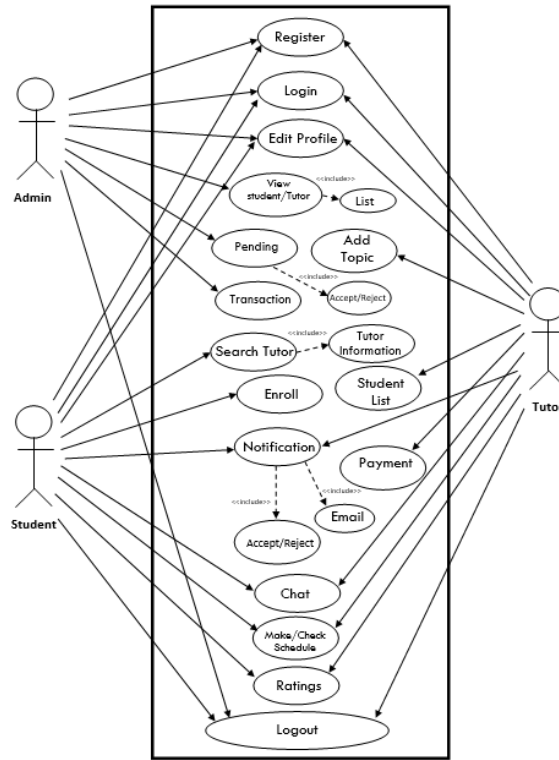 Register
Login
Admin
Edit Profile
View
student/Tutor
<<include>>
List
Pending
Add
Topic
<<include>>
Transaction
Accept/Reject
Search Tutor
<<include>>
Tutor
Information
Enroll
Student
List
Tuto
Notification
Payment
Student
<<include>>
<<include>>
Email
Accept/Reject
Chat
Make/Check
Schedule
Ratings
Logout